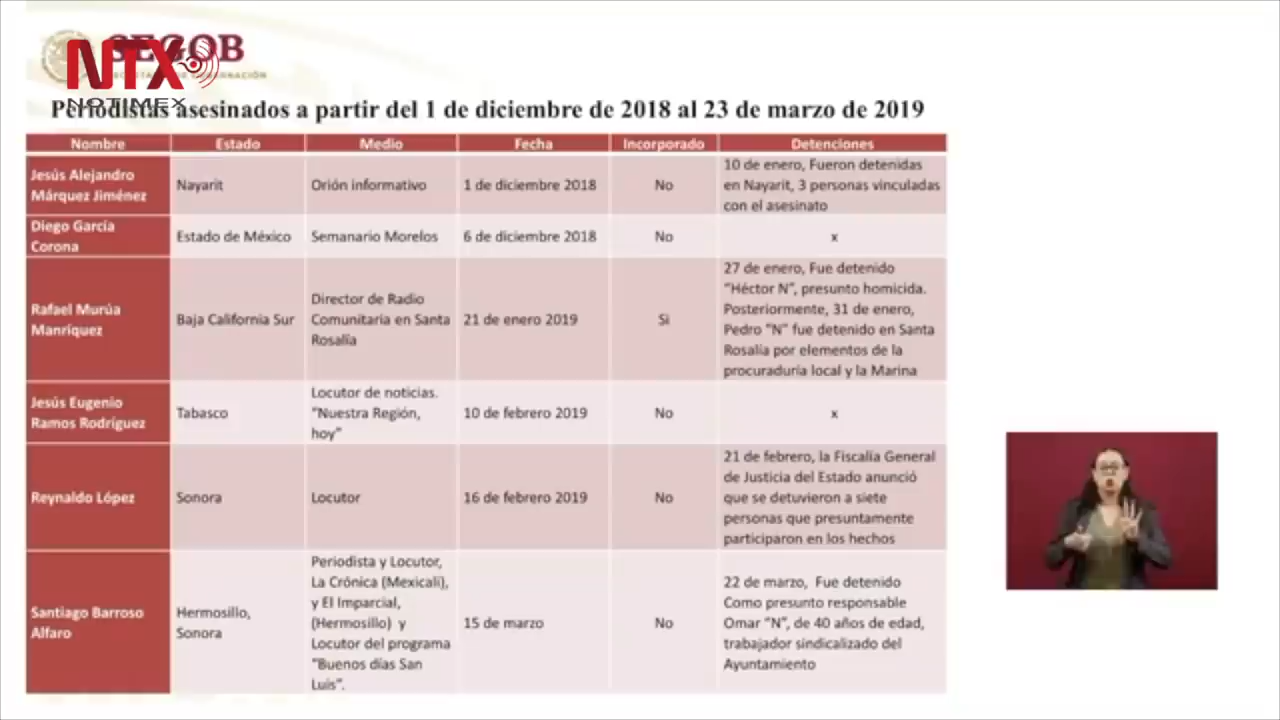 SEGOB
NTX
NOTIMEX
Periodistas asesinados a partir del 1 de diciembre de 2018 al 23 de marzo de 2019
Nombre Estado Medio Fecha Incorporado Detenciones
Jesús Alejandro
Márquez Jiménez
Nayarit
Orión informativo
1 de diciembre 2018
No
10 de enero, Fueron detenidas
en Nayarit, 3 personas vinculadas
con el asesinato
Diego García
Corona
Estado de México
Semanario Morelos
6 de diciembre 2018
No
x
Rafael Murúa
Manríquez
Baja California Sur
Director de Radio
Comunitaria en Santa
Rosalía
21 de enero 2019
Si
27 de enero, Fue detenido
“Héctor N”, presunto homicida.
Posteriormente, 31 de enero,
Pedro “N” fue detenido en Santa
Rosalía por elementos de la
procuraduría local y la Marina
Jesús Eugenio
Ramos Rodríguez
Tabasco
Locutor de noticias.
“Nuestra Región,
hoy”
10 de febrero 2019
No
x
Reynaldo López
Sonora
Locutor
16 de febrero 2019
No
21 de febrero, la Fiscalía General
de Justicia del Estado anunció
que se detuvieron a siete
personas que presuntamente
participaron en los hechos
Santiago Barroso
Alfaro
Hermosillo,
Sonora
Periodista y Locutor,
La Crónica (Mexicali),
y El Imparcial,
(Hermosillo) y
Locutor del programa
“Buenos días San
Luis”.
15 de marzo
No
22 de marzo, Fue detenido
Como presunto responsable
Omar “N”, de 40 años de edad,
trabajador sindicalizado del
Ayuntamiento